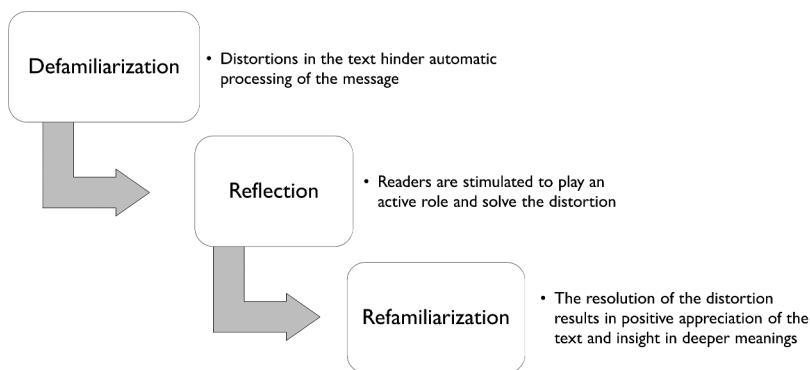 Defamiliarization
• Distortions in the text hinder automatic
processing of the message
Reflection
• Readers are stimulated to play an
active role and solve the distortion
Refamiliarization
• The resolution of the distortion
results in positive appreciation of the
text and insight in deeper meanings